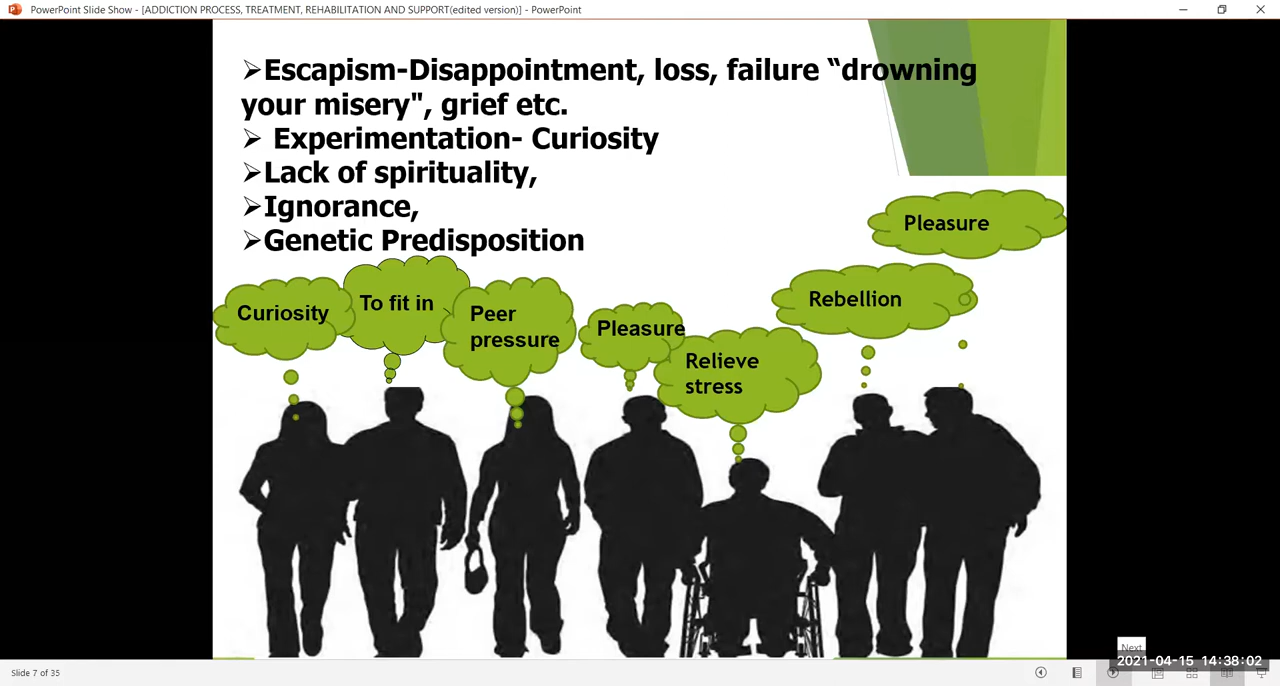 PowerPoint Slide Show - [ADDICTION PROCESS, TREATMENT, REHABILITATION AND SUPPORT(edited version)] - PowerPoint
➢Escapism-Disappointment, loss, failure “drowning
your misery", grief etc.
➢ Experimentation- Curiosity
➢Lack of spirituality,
➢Ignorance,
➢Genetic Predisposition
Pleasure
Curiosity
To fit in
Peer
pressure
Pleasure
Relieve
stress
Rebellion
Next
2021-04-15 14:38:02
Slide 7 of 35